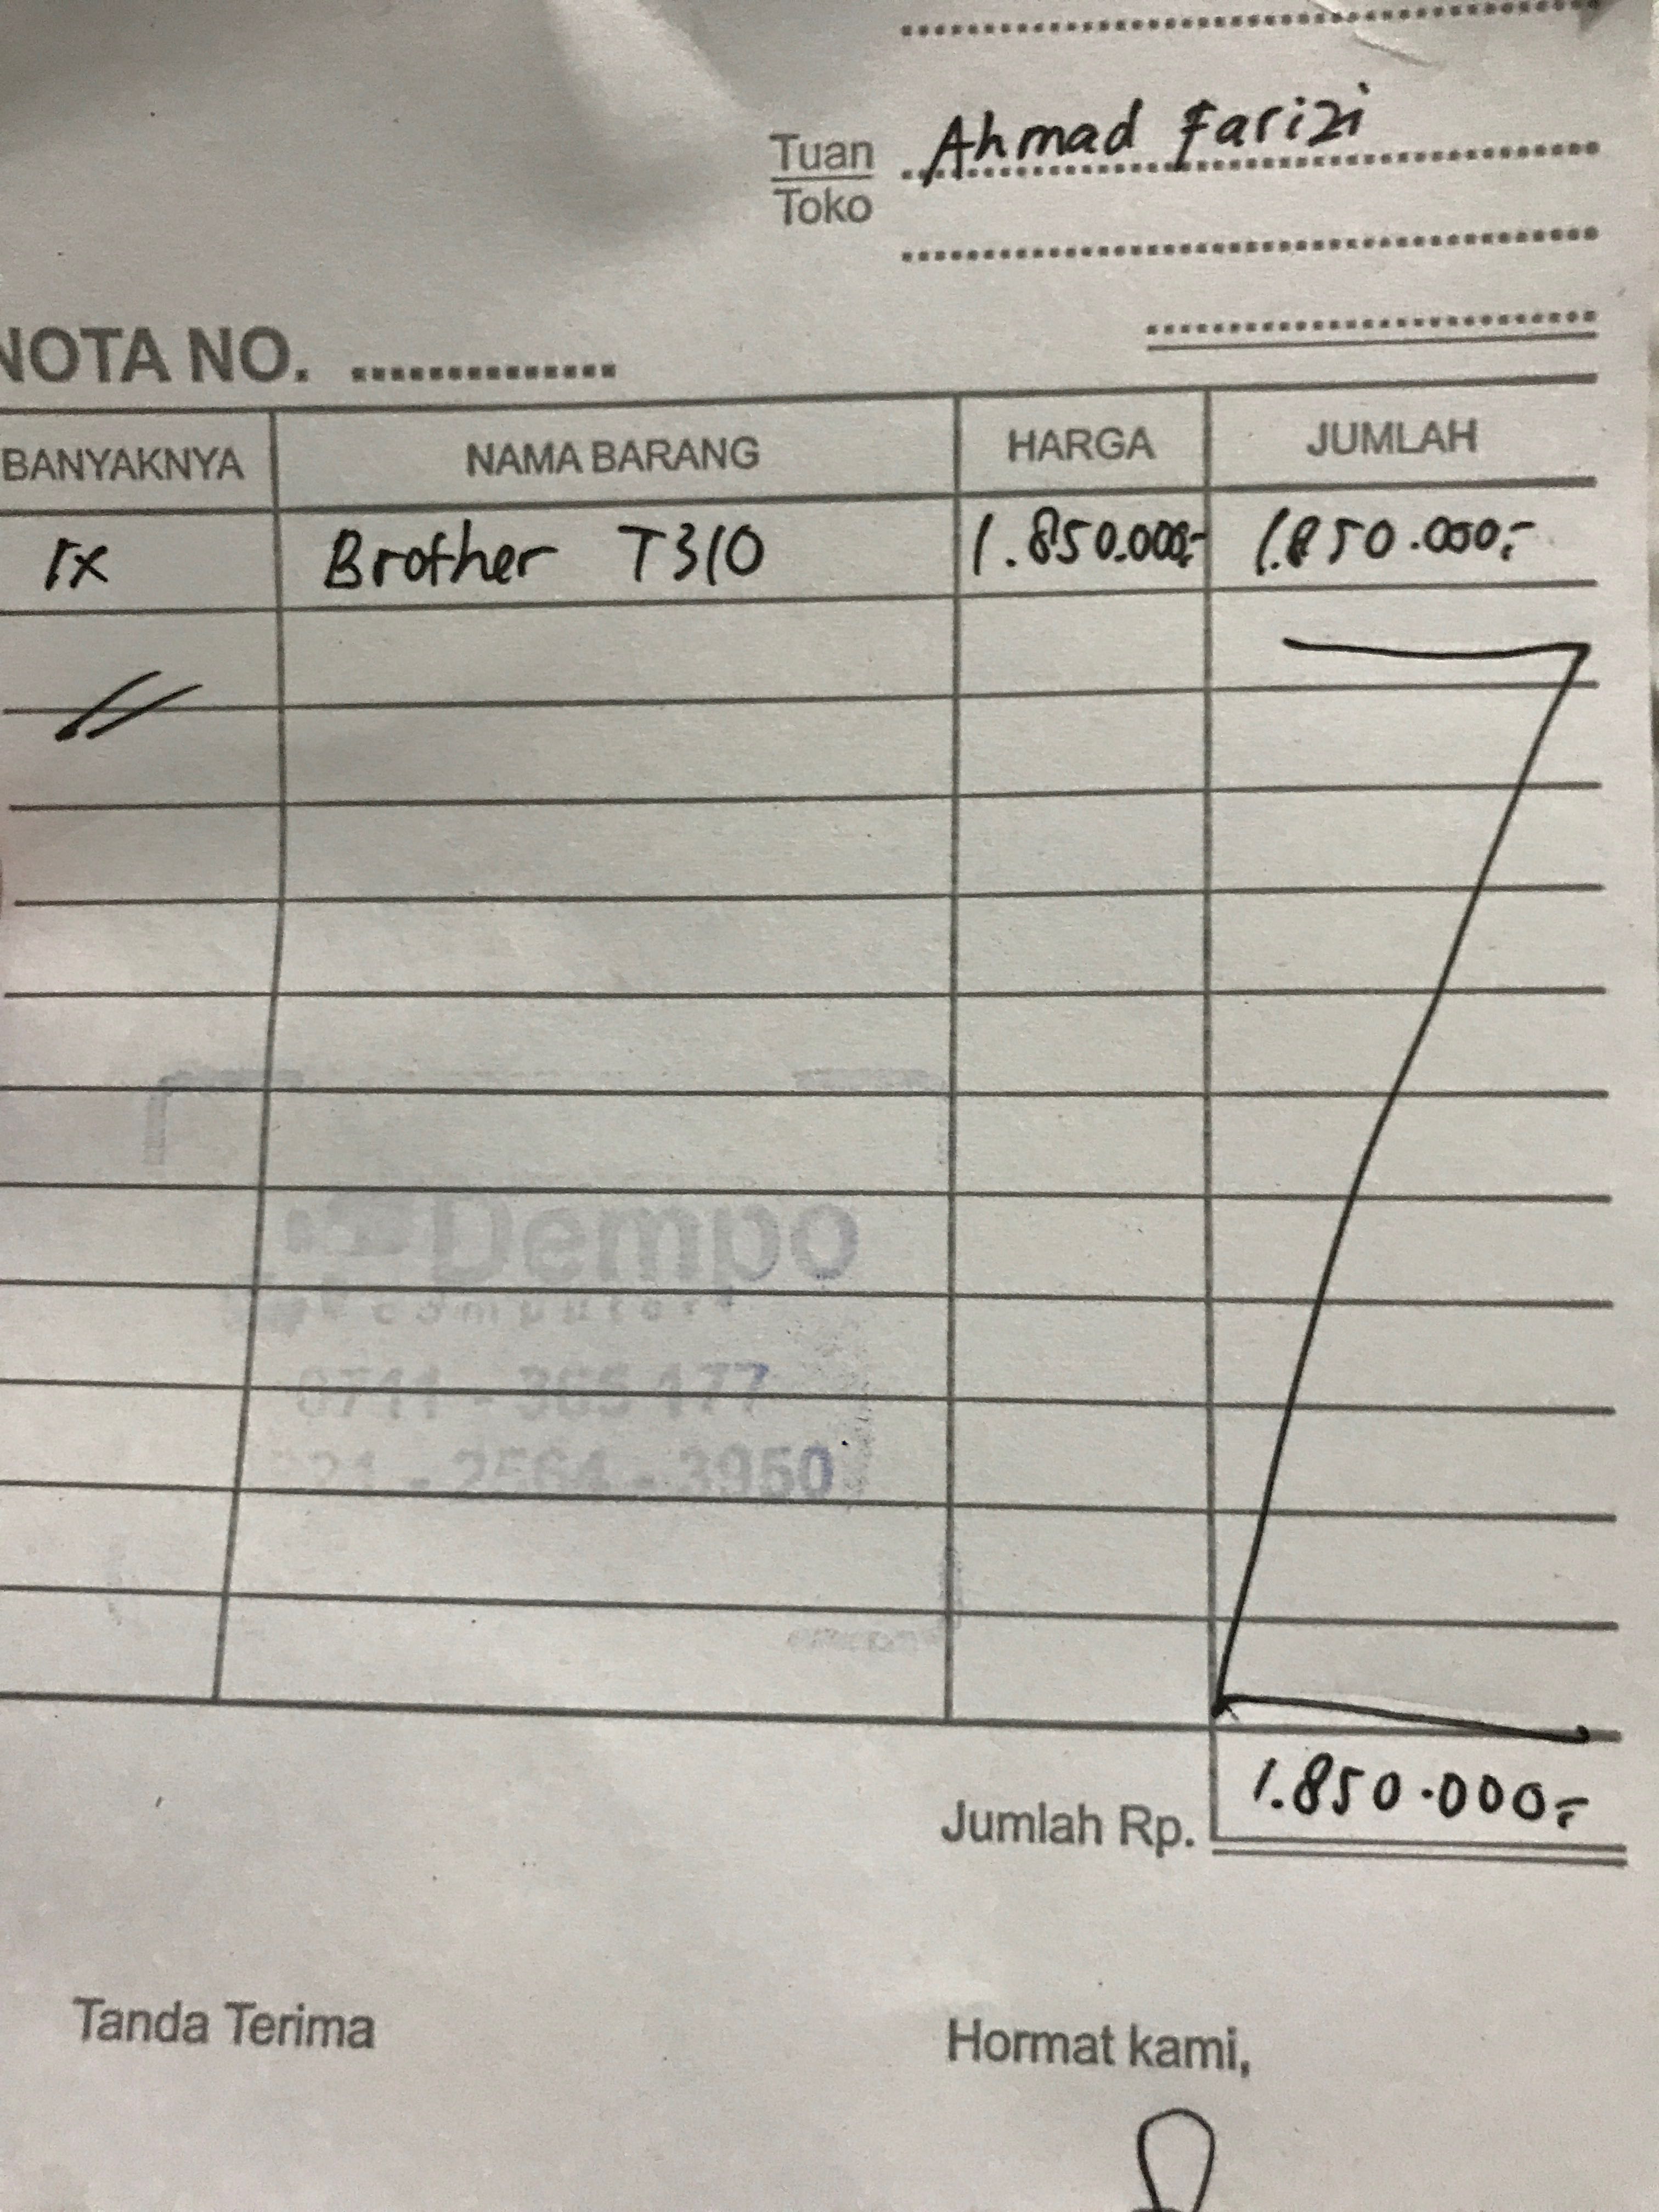 Ahmad Farizi
Tuan
Toko
NOTA NO. ..............
BANYAKNYA NAMA BARANG HARGA JUMLAH
1x Brother T310 1.850.000,- 1.850.000,-
Dempo
computer
0711 - 365 177
21 - 2564 - 3950
Jumlah Rp. 1.850.000,-
Tanda Terima Hormat kami,